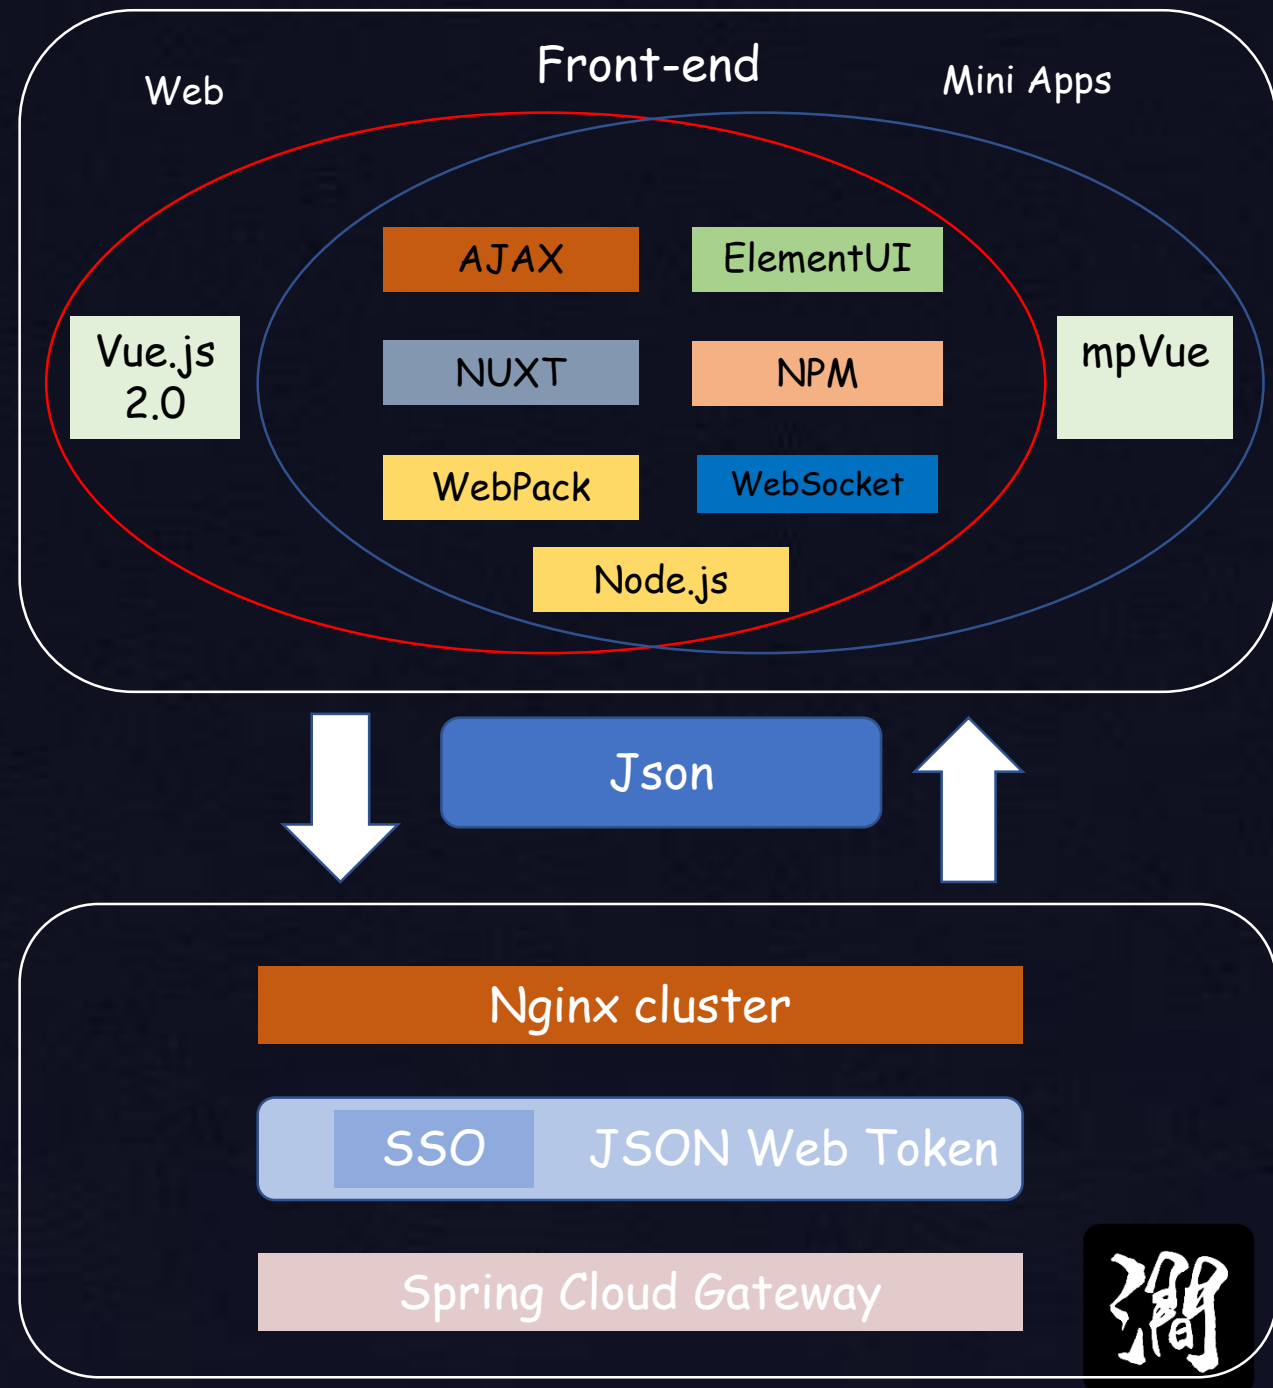 Front-end
Web
Mini Apps
AJAX
ElementUI
Vue.js
2.0
NUXT
NPM
mpVue
WebPack
WebSocket
Node.js
Json
Nginx cluster
SSO
JSON Web Token
Spring Cloud Gateway
澗